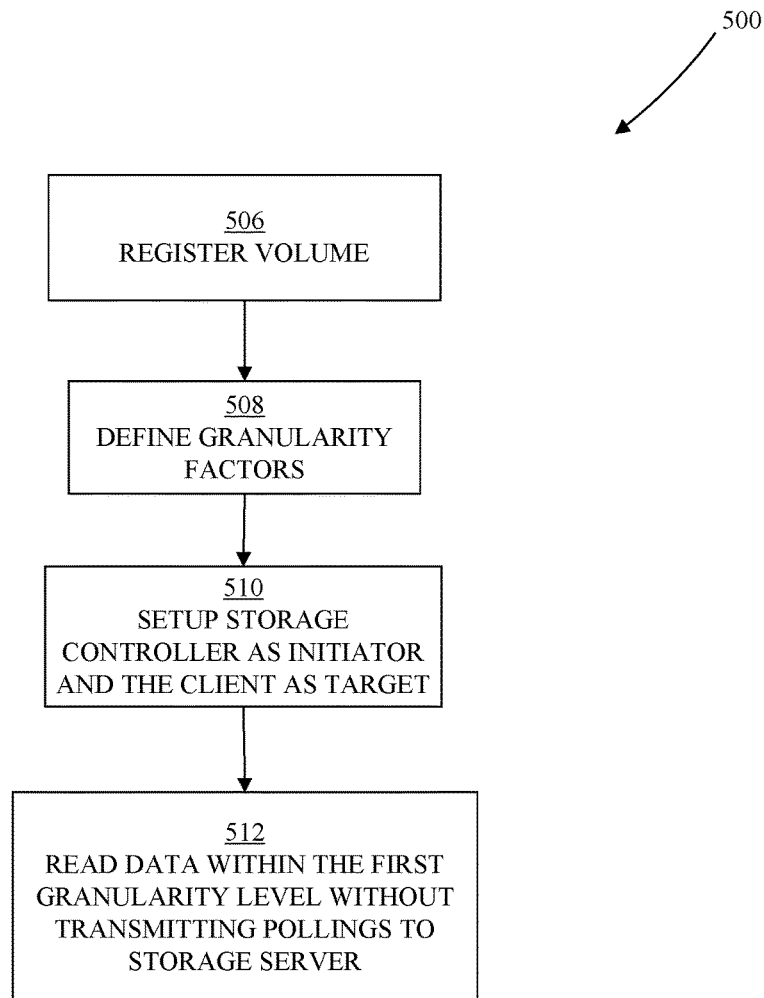 500
506
REGISTER VOLUME
508
DEFINE GRANULARITY
FACTORS
510
SETUP STORAGE
CONTROLLER AS INITIATOR
AND THE CLIENT AS TARGET
512
READ DATA WITHIN THE FIRST
GRANULARITY LEVEL WITHOUT
TRANSMITTING POLLINGS TO
STORAGE SERVER